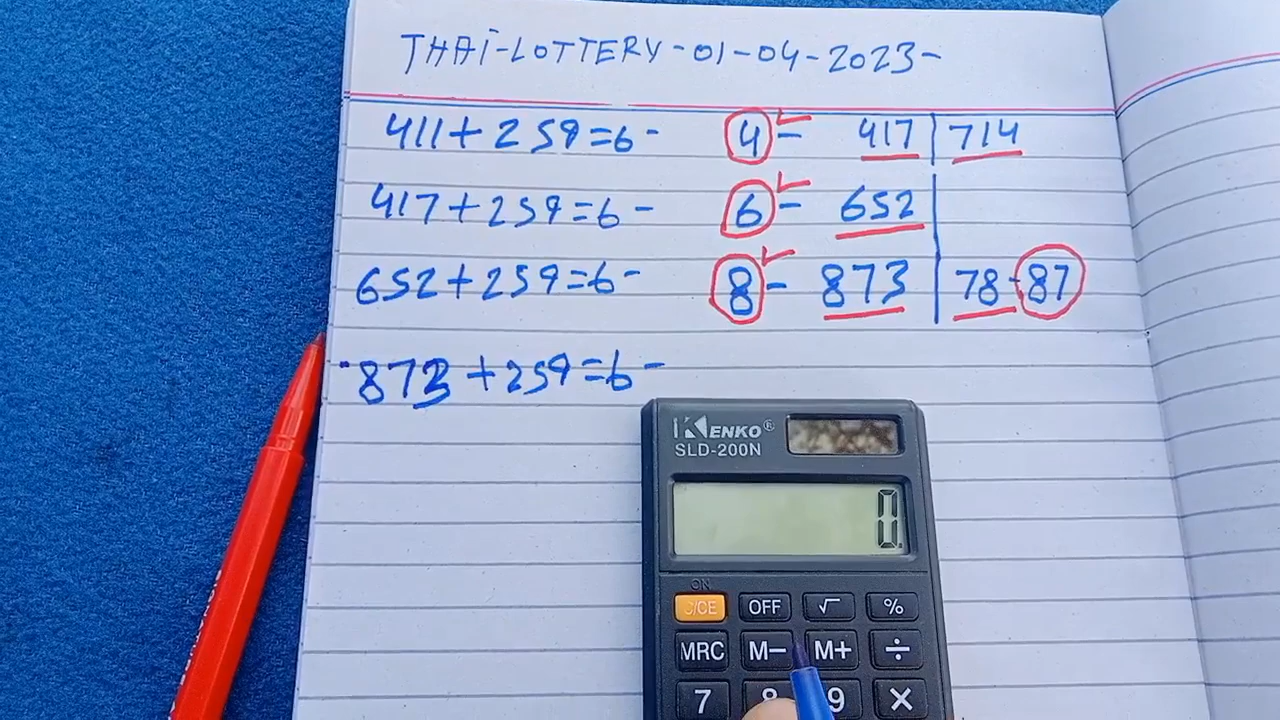 THAI-LOTTERY-01-04-2023-
411+259=6- 4- 417 | 714
417+259=6- 6- 652 |
652+259=6- 8- 873 | 78-87
873+259=6-
KENKO®
SLD-200N
0.
ON
C/CE OFF √ %
MRC M− M+ ÷
7 8 9 X